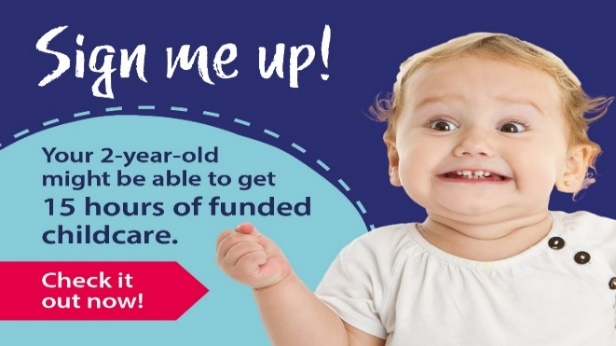 Sign me up!
Your 2-year-old
might be able to get
15 hours of funded
childcare.
Check it
out now!